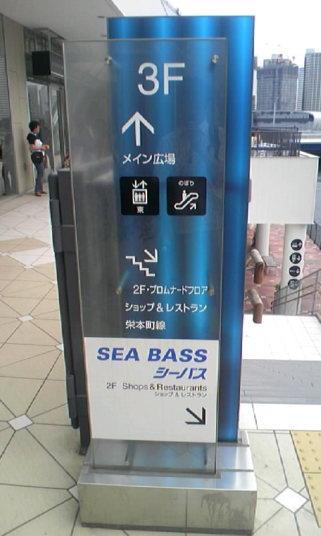 3F
メイン広場
東
のぼり
2F・プロムナードフロア
ショップ&レストラン
栄本町線
SEA BASS
シーバス
2F Shops & Restaurants
ショップ & レストラン